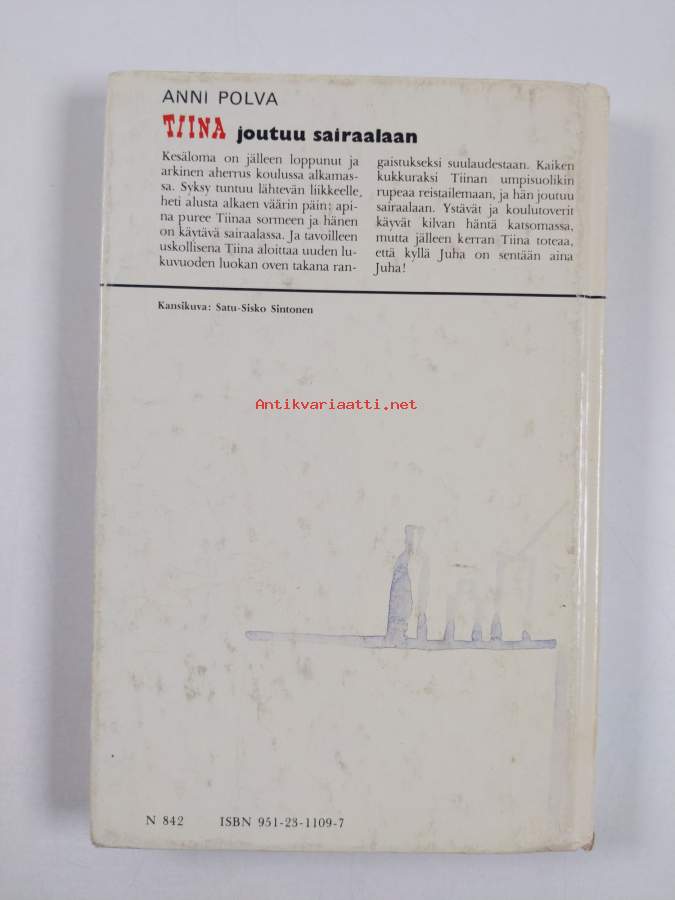 ANNI POLVA
TIINA joutuu sairaalaan
Kesäloma on jälleen loppunut ja
arkinen aherrus koulussa alkamas-
sa. Syksy tuntuu lähtevän liikkeelle,
heti alusta alkaen väärin päin: api-
na puree Tiinaa sormeen ja hänen
on käytävä sairaalassa. Ja tavoilleen
uskollisena Tiina aloittaa uuden lu-
kuvuoden luokan oven takana ran-
gaistukseksi suulaudestaan. Kaiken
kukkuraksi Tiinan umpisuolikin
rupeaa reistailemaan, ja hän joutuu
sairaalaan. Ystävät ja koulutoverit
käyvät kilvan häntä katsomassa,
mutta jälleen kerran Tiina toteaa,
että kyllä Juha on sentään aina
Juha!
Kansikuva: Satu-Sisko Sintonen
Antikvariaatti.net
N 842 ISBN 951-23-1109-7